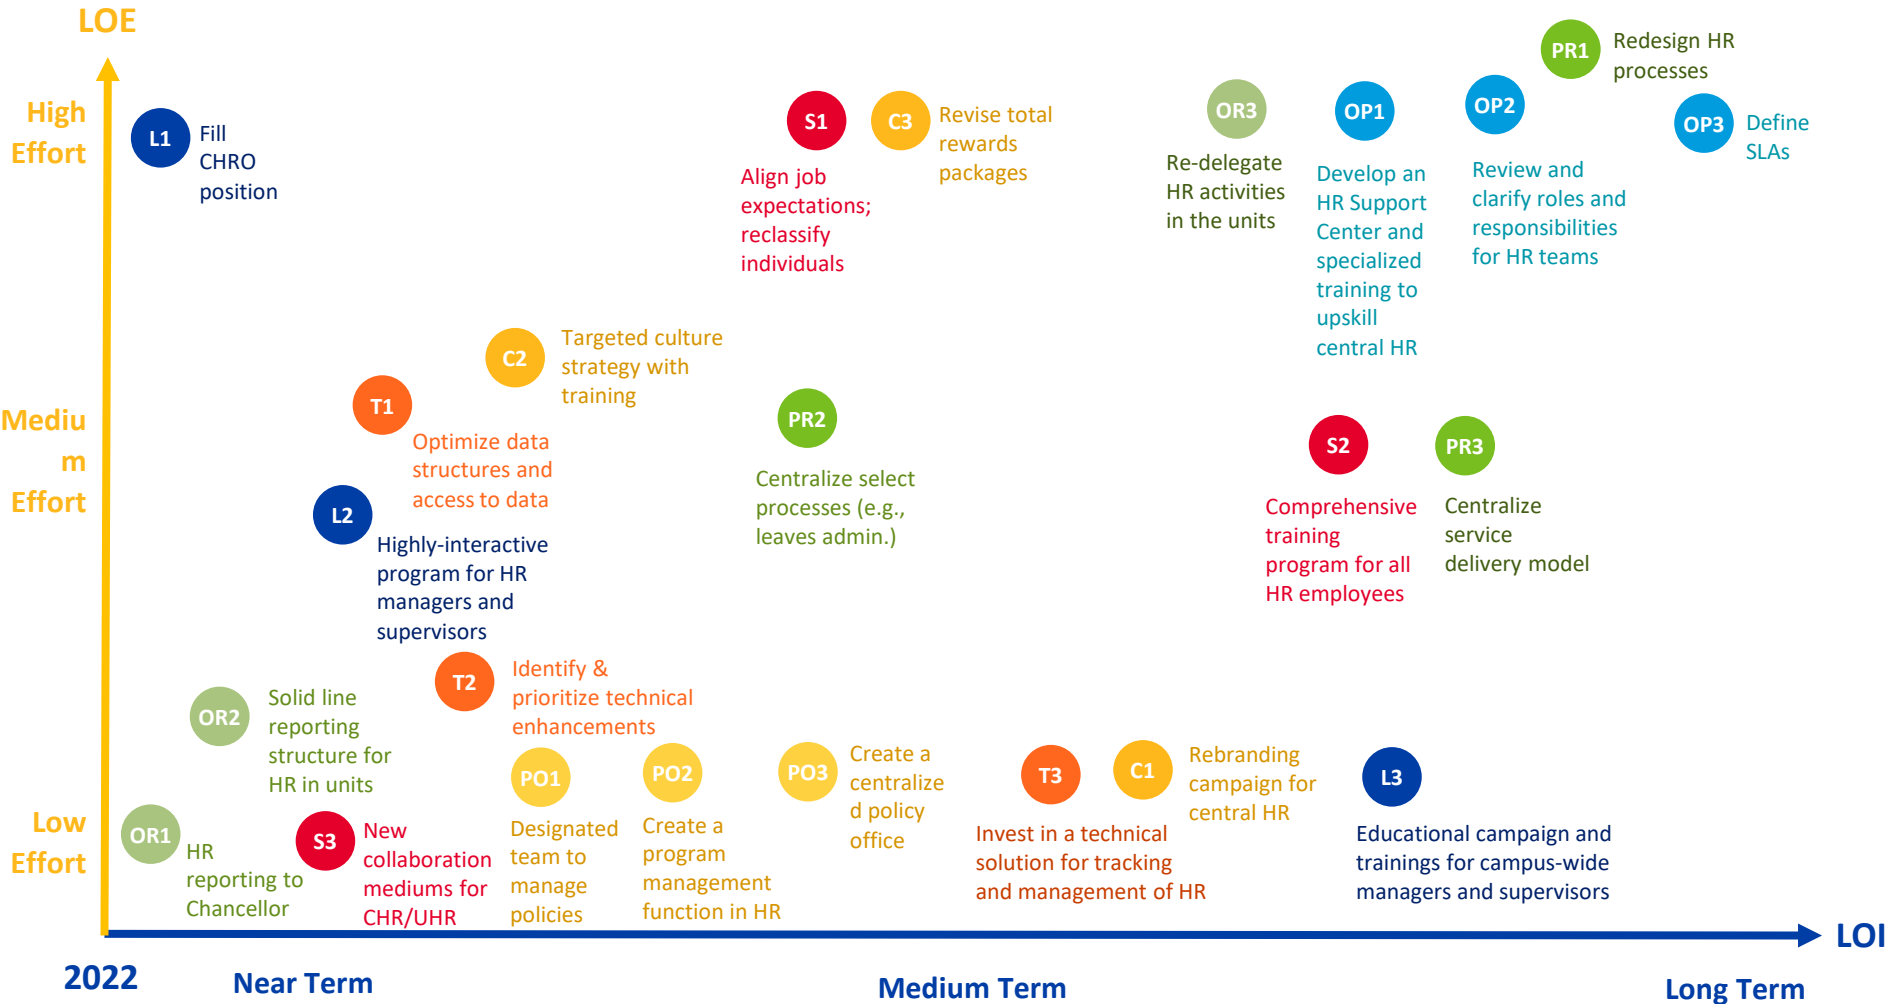 LOE
High
Effort
L1
Fill
CHRO
position
S1
Align job
expectations;
reclassify
individuals
C3
Revise total
rewards
packages
OR3
Re-delegate
HR activities
in the units
OP1
Develop an
HR Support
Center and
specialized
training to
upskill
central HR
OP2
Review and
clarify roles and
responsibilities
for HR teams
PR1
Redesign HR
processes
OP3
Define
SLAs
C2
Targeted culture
strategy with
training
Mediu
m
Effort
T1
Optimize data
structures and
access to data
L2
Highly-interactive
program for HR
managers and
supervisors
PR2
Centralize select
processes (e.g.,
leaves admin.)
S2
Comprehensive
training
program for all
HR employees
PR3
Centralize
service
delivery model
T2
Identify &
prioritize technical
enhancements
OR2
Solid line
reporting
structure for
HR in units
Low
Effort
OR1
HR
reporting to
Chancellor
S3
New
collaboration
mediums for
CHR/UHR
PO1
Designated
team to
manage
policies
PO2
Create a
program
management
function in HR
PO3
Create a
centralize
d policy
office
T3
Invest in a technical
solution for tracking
and management of HR
C1
Rebranding
campaign for
central HR
L3
Educational campaign and
trainings for campus-wide
managers and supervisors
LOI
2022
Near Term
Medium Term
Long Term